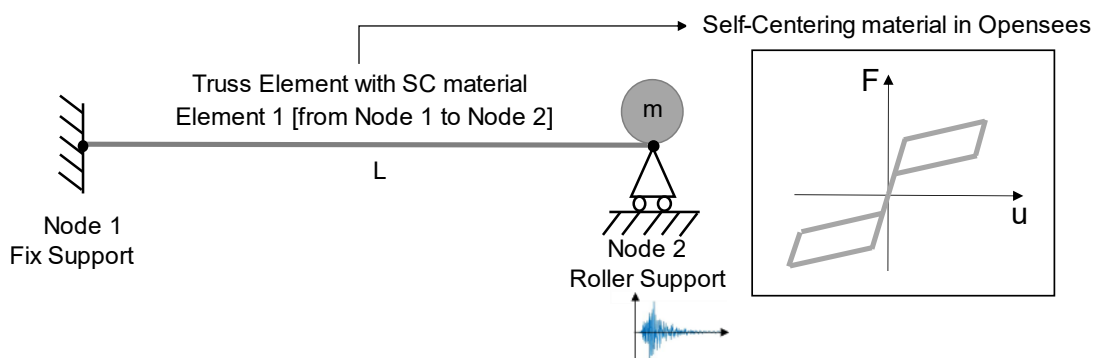 Self-Centering material in Opensees
Truss Element with SC material
Element 1 [from Node 1 to Node 2]
m
L
Node 1
Fix Support
Node 2
Roller Support
F
u